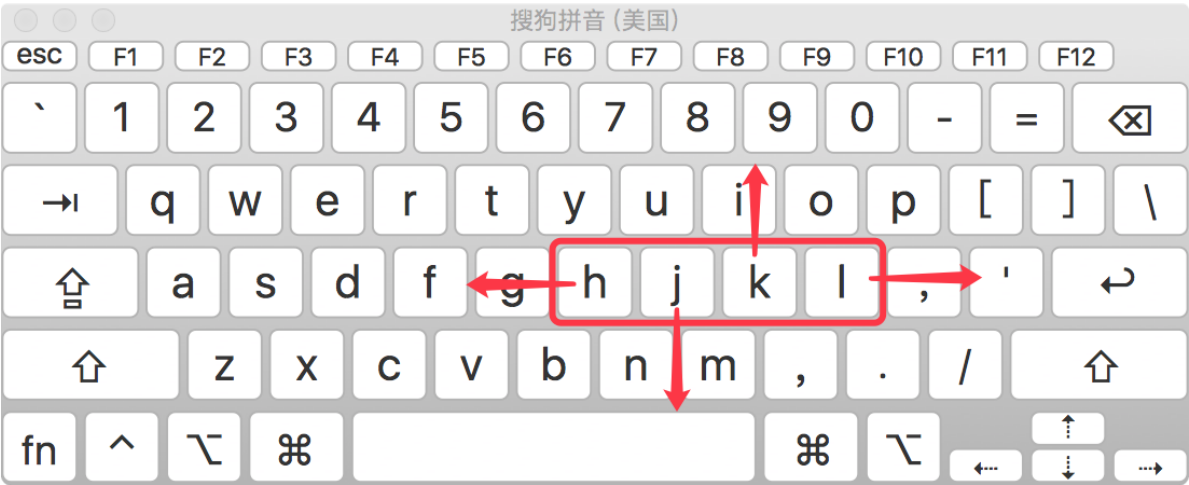 搜狗拼音 (美国)
esc F1 F2 F3 F4 F5 F6 F7 F8 F9 F10 F11 F12
` 1 2 3 4 5 6 7 8 9 0 - =
q w e r t y u i o p [ ] \
a s d f g h j k l ; '
z x c v b n m , . /
fn ^ ⌥ ⌘ ⌘ ⌥